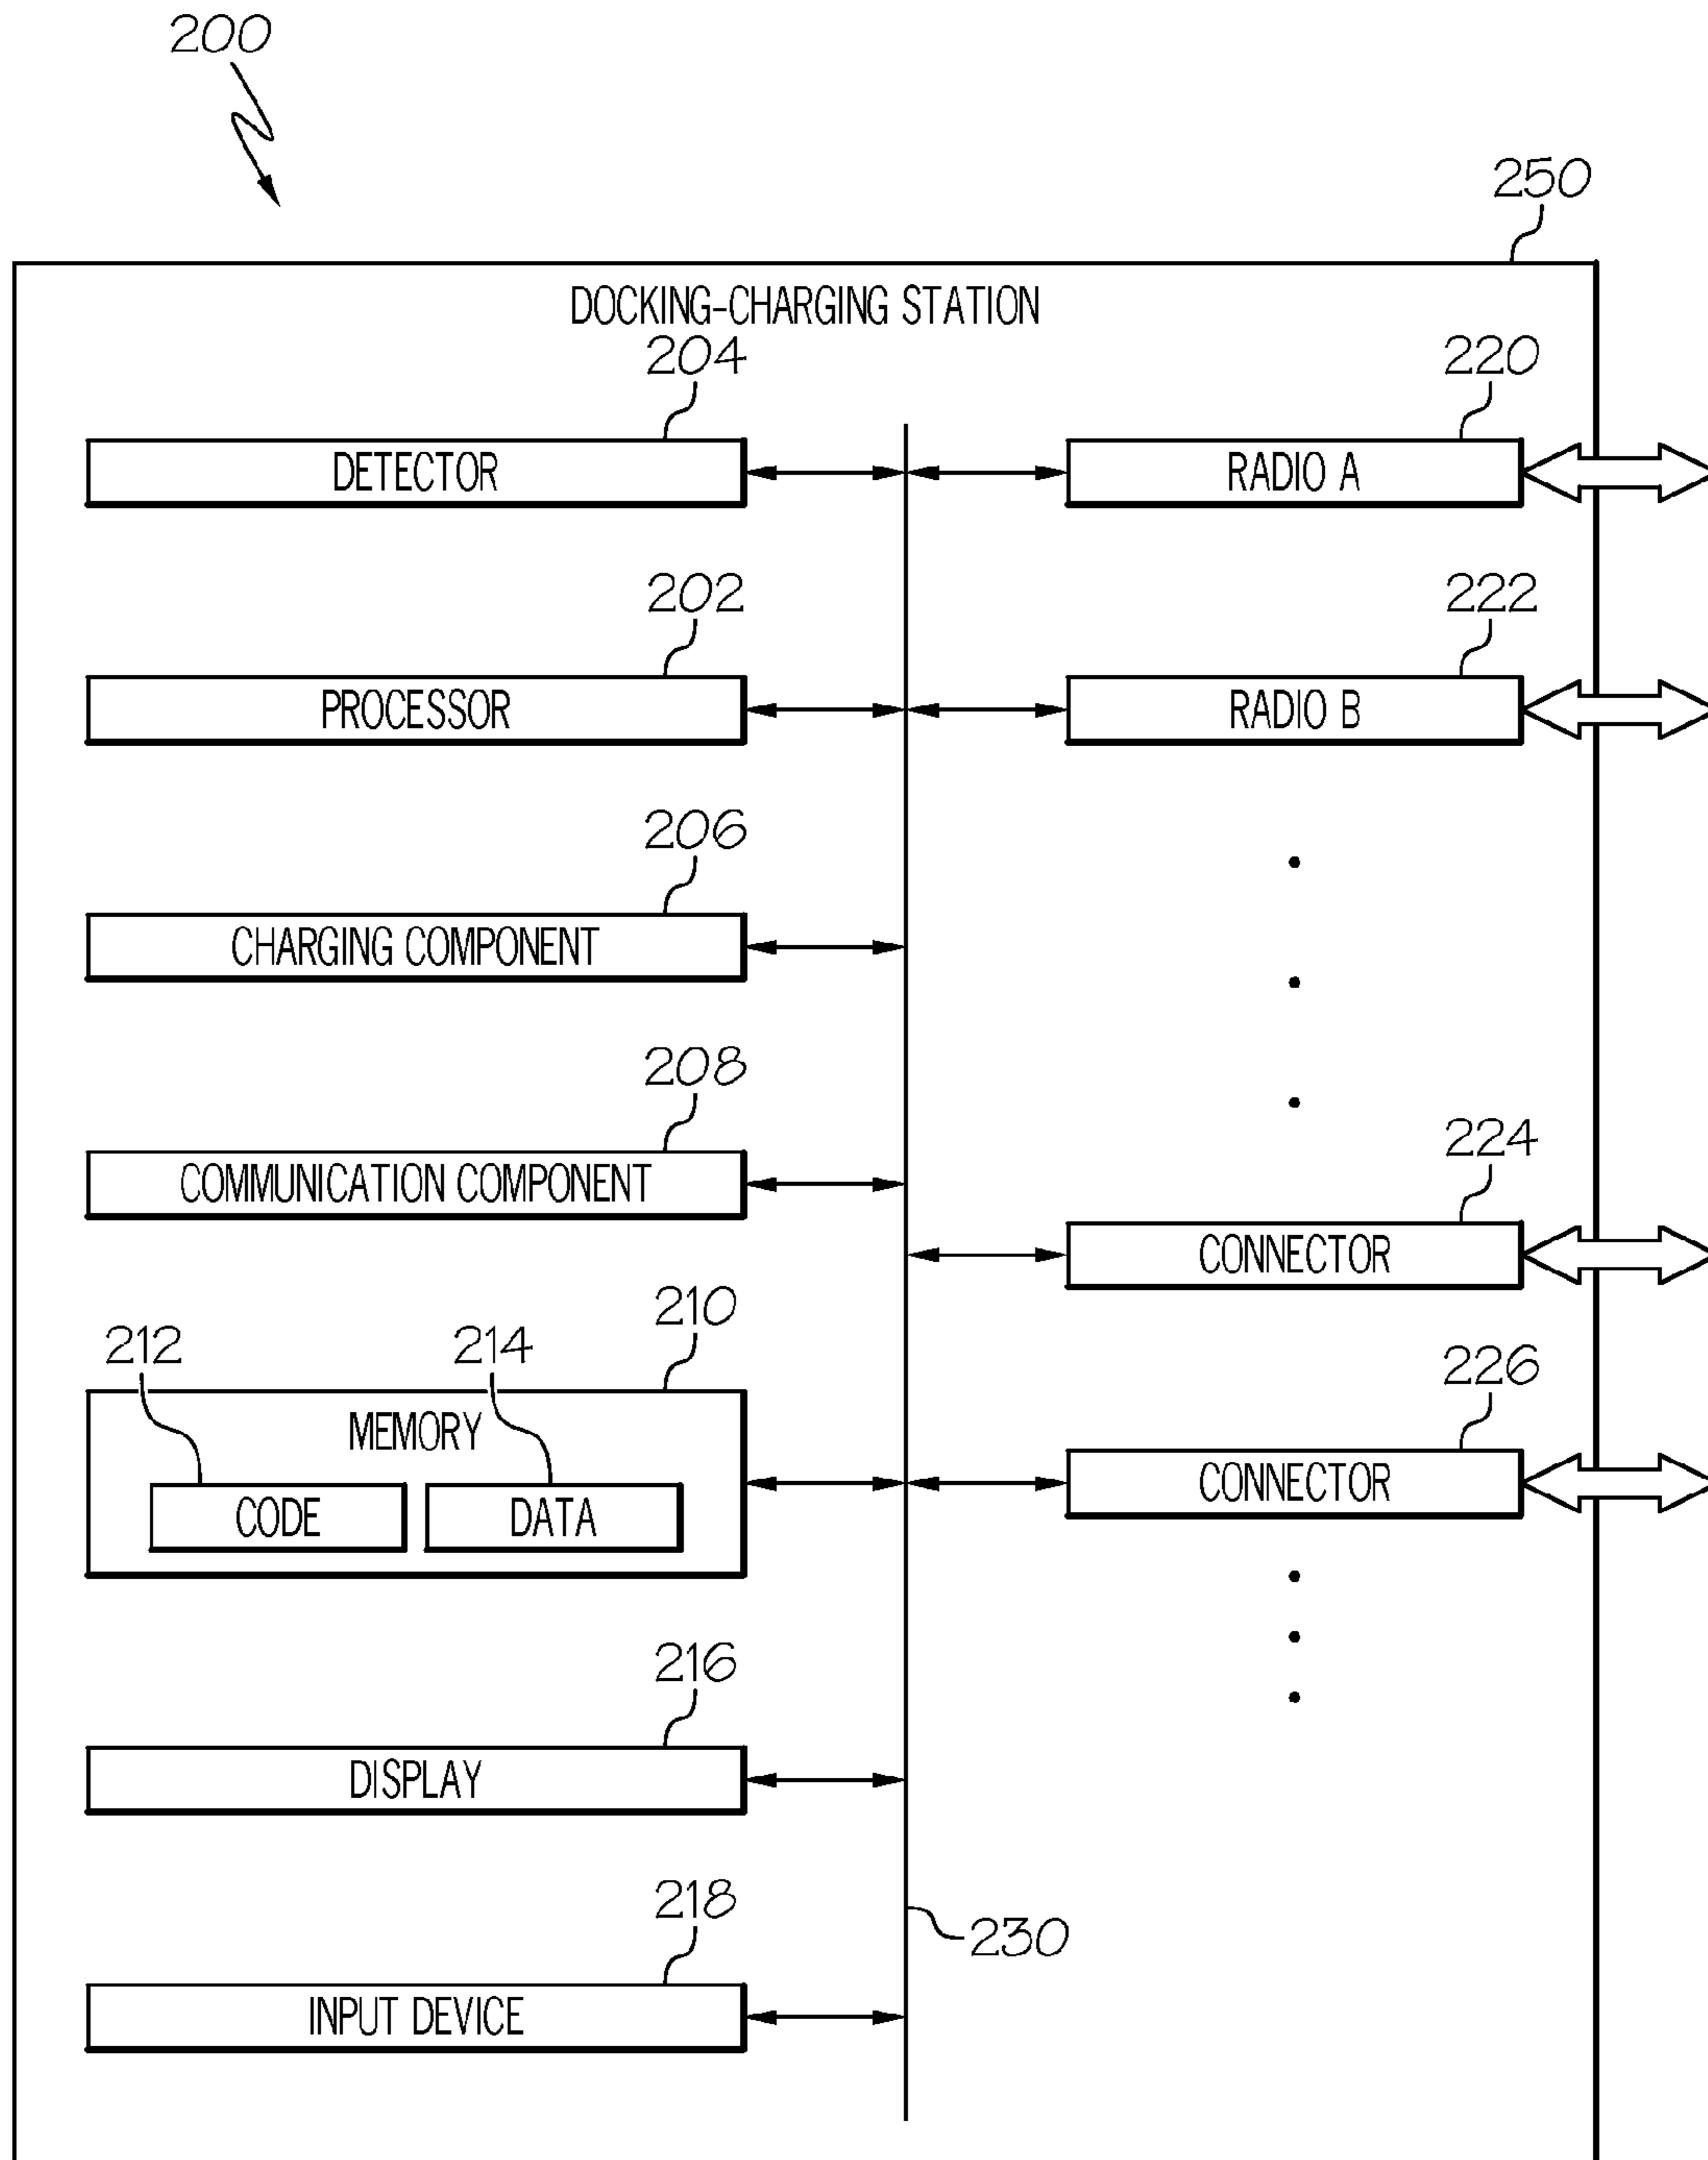 200
250
DOCKING-CHARGING STATION
204
220
DETECTOR
RADIO A
202
222
PROCESSOR
RADIO B
206
CHARGING COMPONENT
208
224
COMMUNICATION COMPONENT
CONNECTOR
210
212
214
226
MEMORY
CONNECTOR
CODE
DATA
216
DISPLAY
218
230
INPUT DEVICE